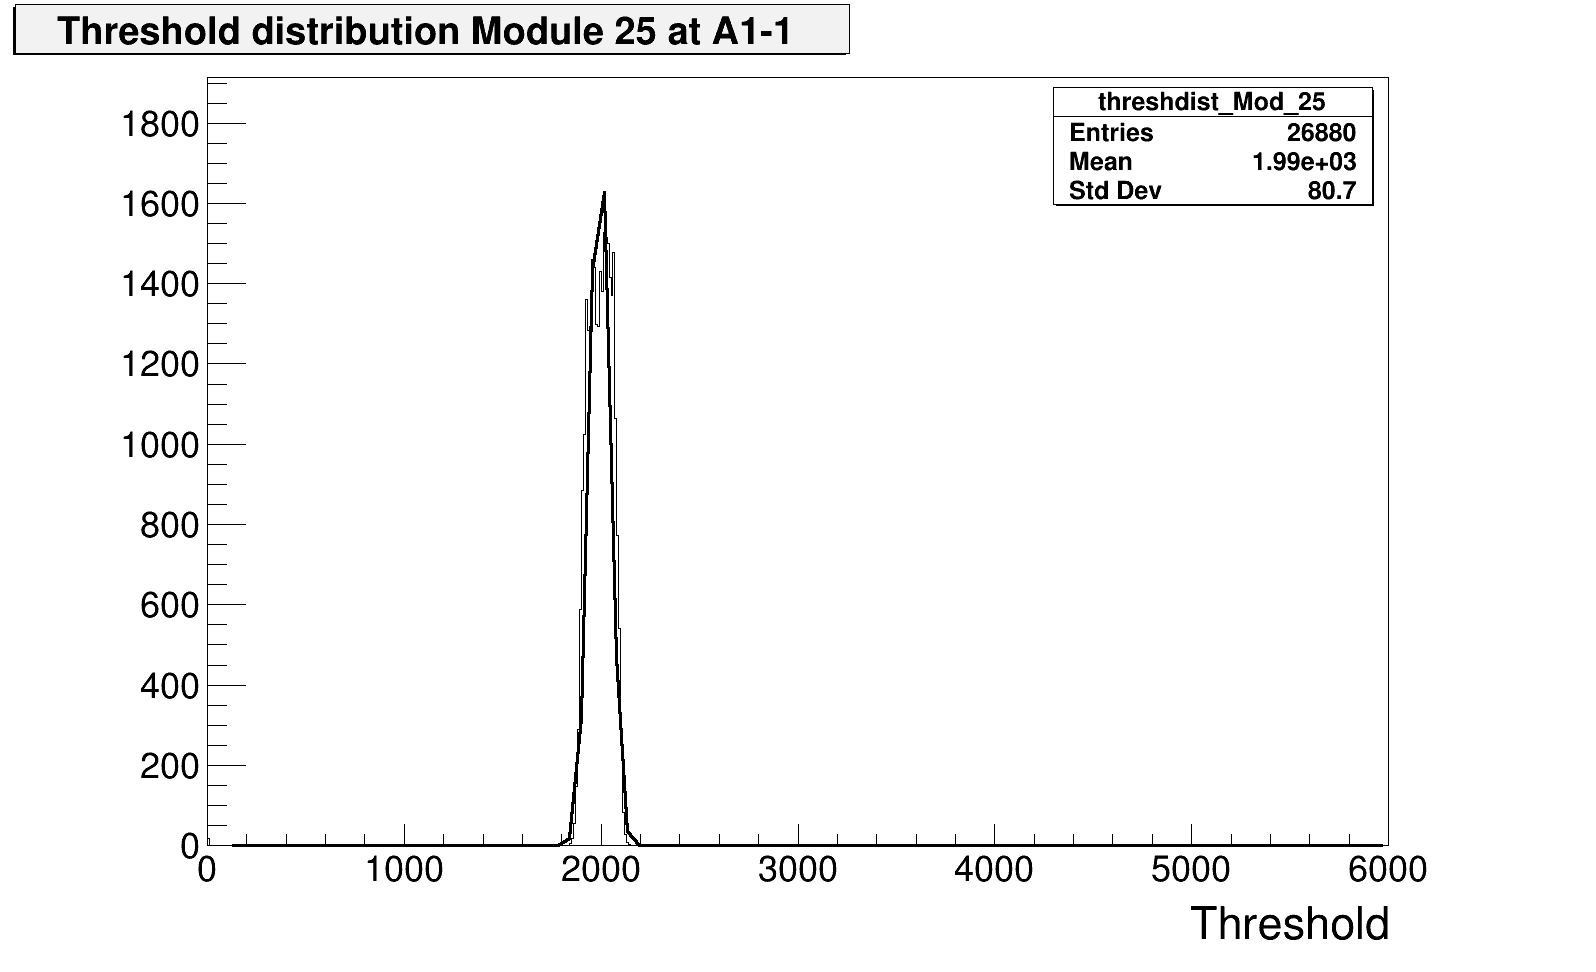 Threshold distribution Module 25 at A1-1
threshdist_Mod_25
Entries 26880
Mean 1.99e+03
Std Dev 80.7
1800
1600
1400
1200
1000
800
600
400
200
0
0 1000 2000 3000 4000 5000 6000
Threshold